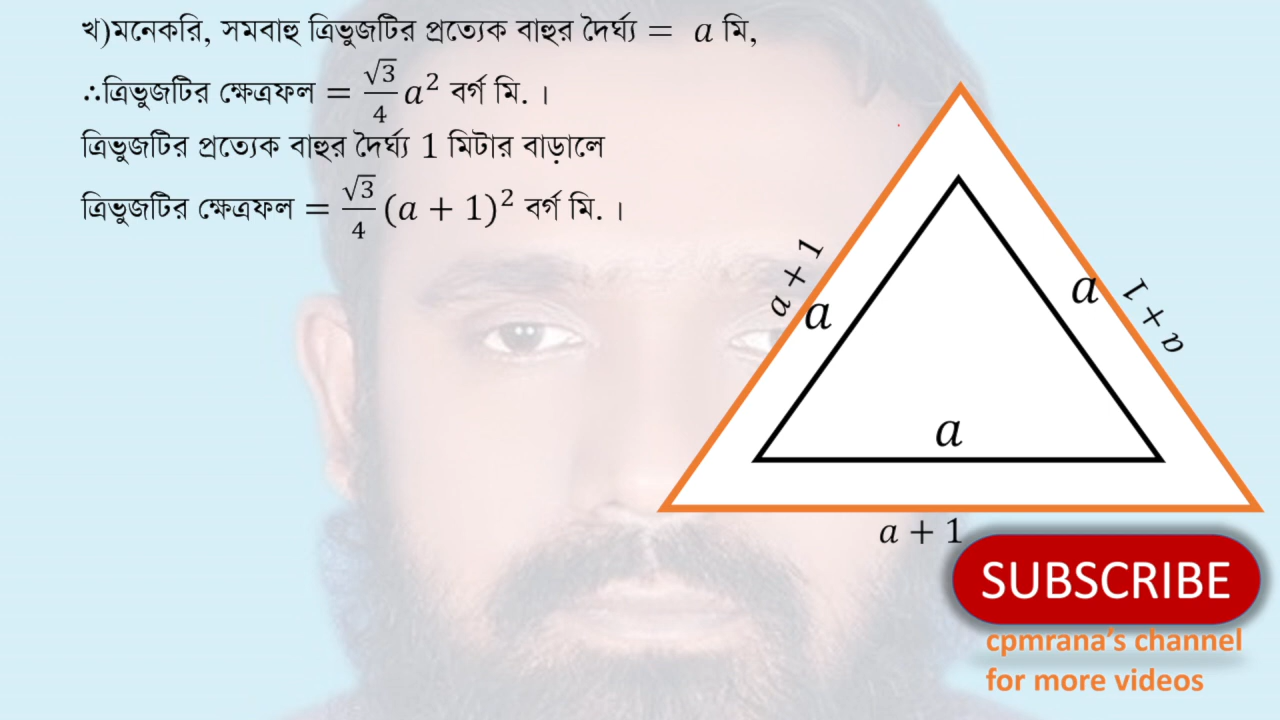 খ)মনেকরি, সমবাহু ত্রিভুজটির প্রত্যেক বাহুর দৈর্ঘ্য = a মি,
∴ত্রিভুজটির ক্ষেত্রফল = √3/4 a² বর্গ মি. ।
ত্রিভুজটির প্রত্যেক বাহুর দৈর্ঘ্য 1 মিটার বাড়ালে
ত্রিভুজটির ক্ষেত্রফল = √3/4 (a + 1)² বর্গ মি. ।
a + 1
a
a
a + 1
a
a + 1
SUBSCRIBE
cpmrana's channel
for more videos